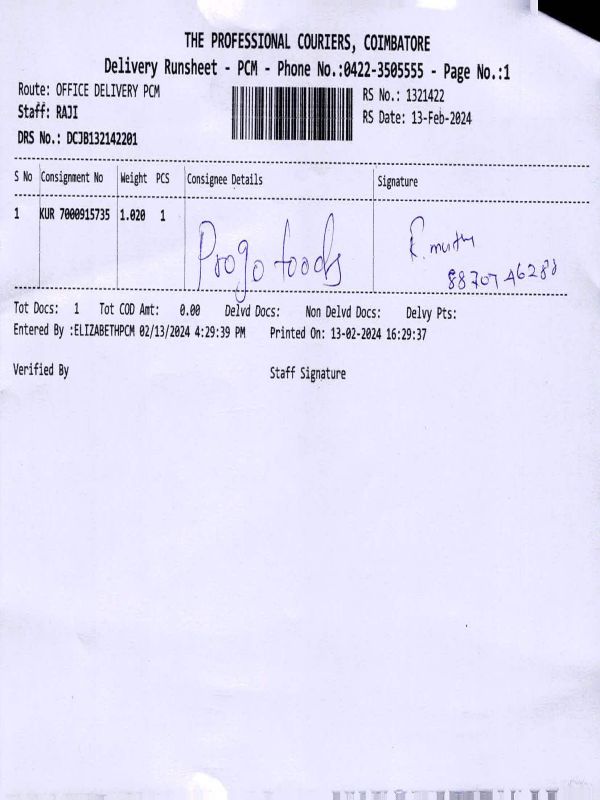 THE PROFESSIONAL COURIERS, COIMBATORE
Delivery Runsheet - PCM - Phone No.:0422-3505555 - Page No.:1
Route: OFFICE DELIVERY PCM RS No.: 1321422
Staff: RAJI RS Date: 13-Feb-2024
DRS No.: DCJB132142201
S No Consignment No Weight PCS Consignee Details Signature
1 KUR 7000915735 1.020 1 Progo foods
Tot Docs: 1 Tot COD Amt: 0.00 Delvd Docs: Non Delvd Docs: Delvy Pts:
Entered By :ELIZABETHPCM 02/13/2024 4:29:39 PM Printed On: 13-02-2024 16:29:37
Verified By Staff Signature